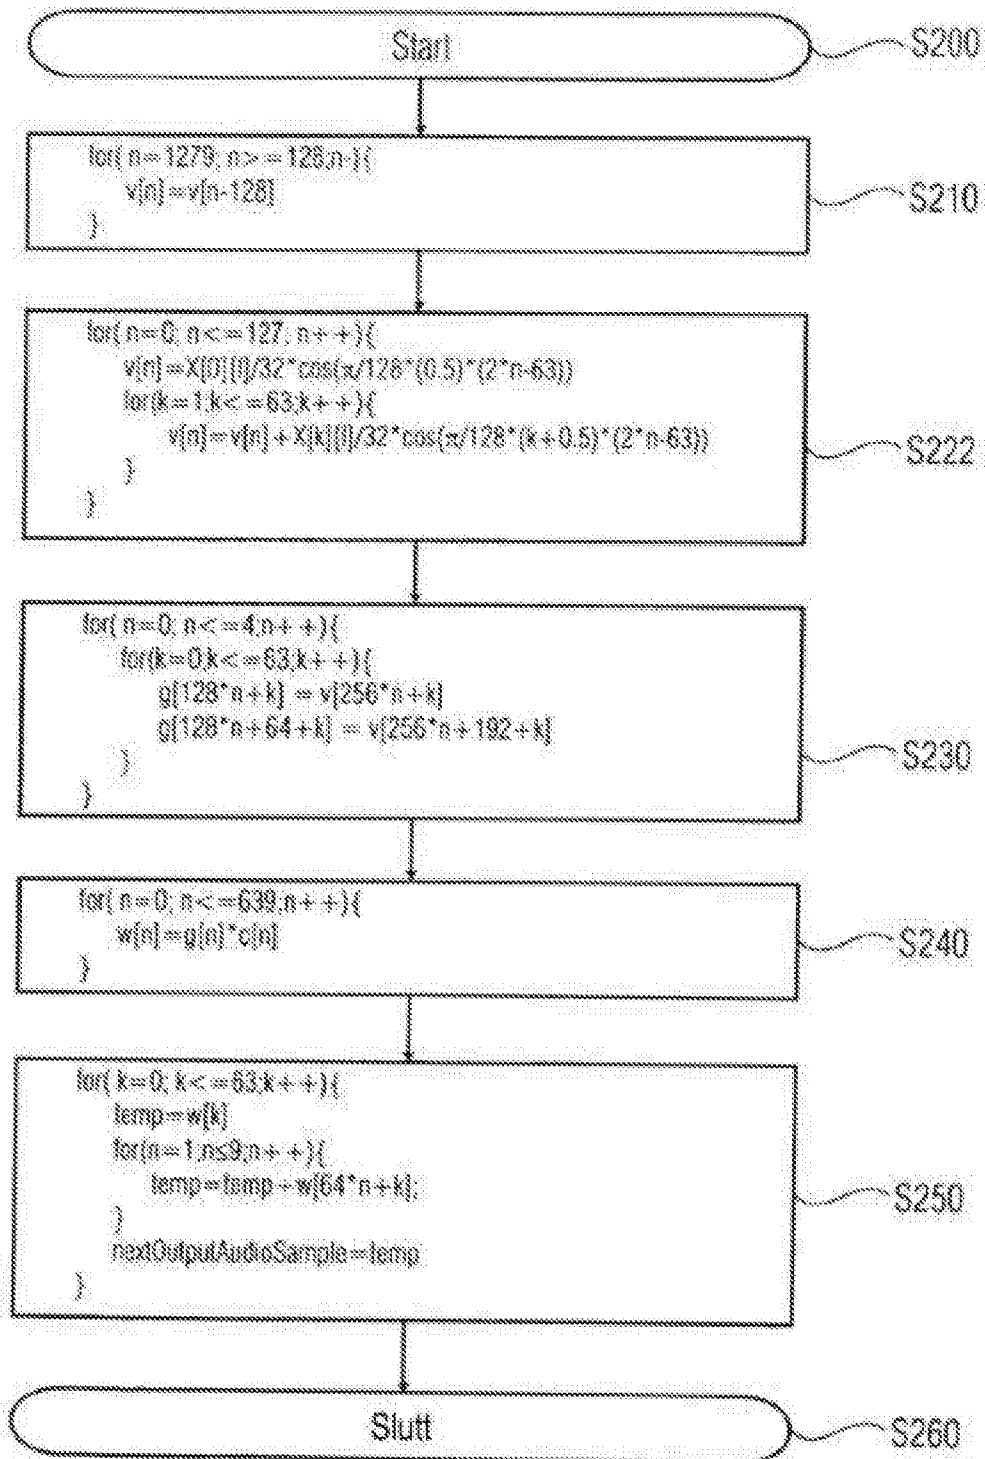 Start
S200
for( n=1279; n>=128;n-){
v[n]=v[n-128]
}
S210
for( n=0; n<=127; n++){
v[n]=X[0][l]/32*cos(π/128*(0.5)*(2*n-63))
for(k=1;k<=63;k++){
v[n]=v[n]+X[k][l]/32*cos(π/128*(k+0.5)*(2*n-63))
}
}
S222
for( n=0; n<=4;n++){
for(k=0;k<=63;k++){
g[128*n+k] = v[256*n+k]
g[128*n+64+k] = v[256*n+192+k]
}
}
S230
for( n=0; n<=639;n++){
w[n]=g[n]*c[n]
}
S240
for( k=0; k<=63;k++){
temp=w[k]
for(n=1;n≤9;n++){
temp=temp+w[64*n+k];
}
nextOutputAudioSample=temp
}
S250
Slutt
S260